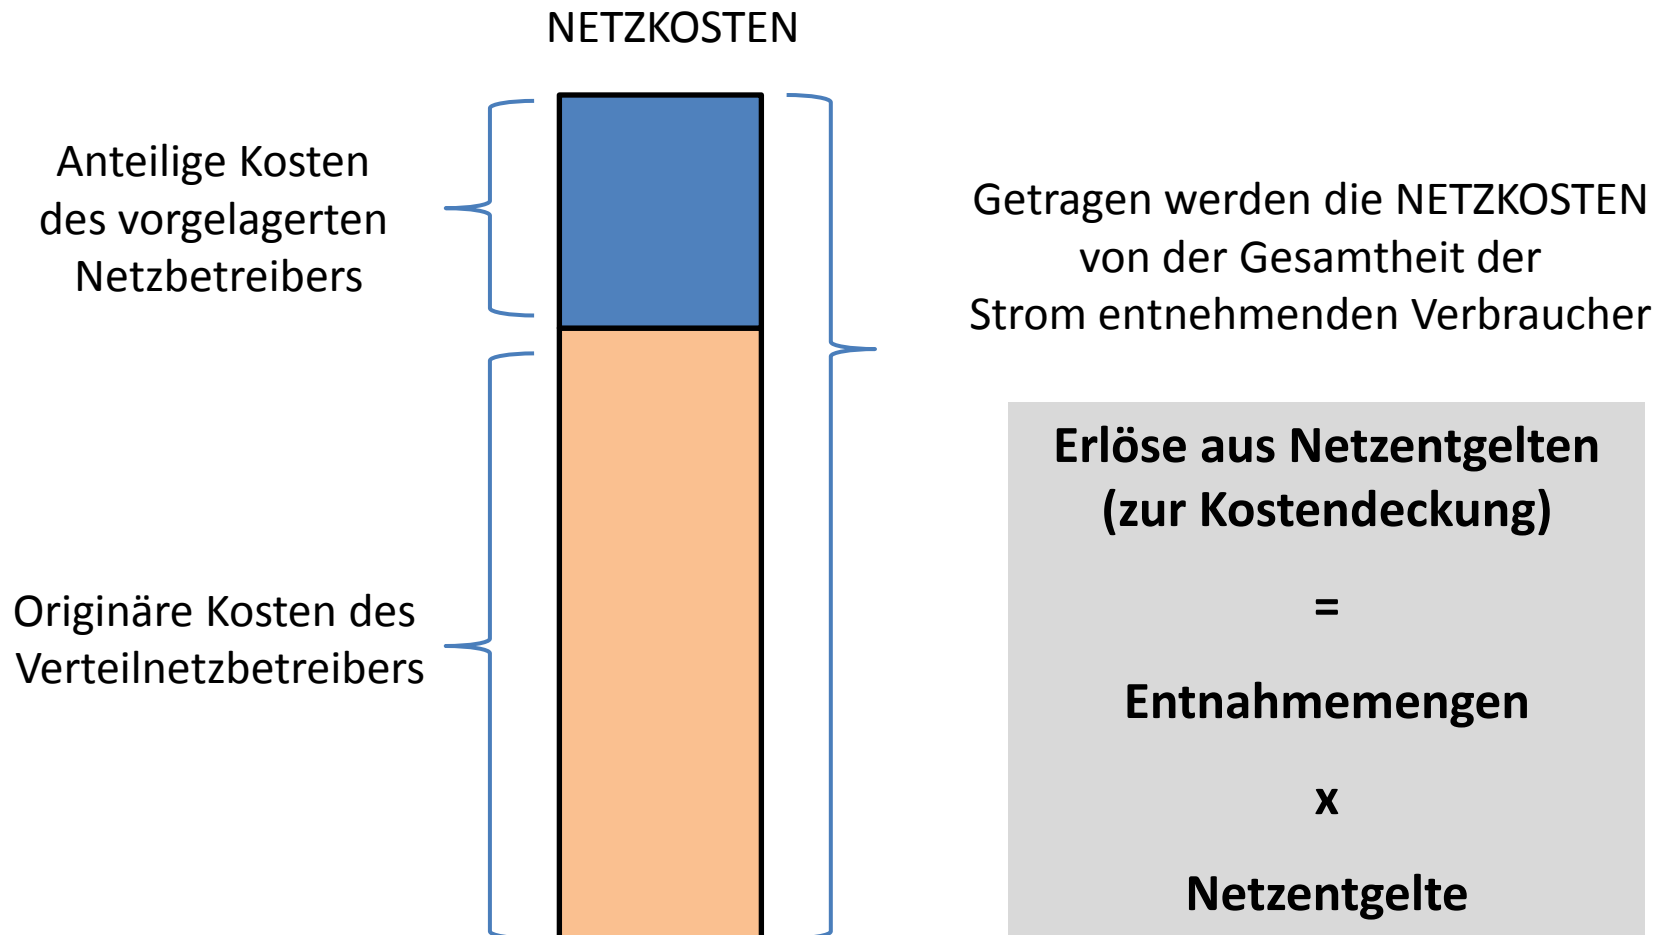 NETZKOSTEN
Anteilige Kosten
des vorgelagerten
Netzbetreibers
Originäre Kosten des
Verteilnetzbetreibers
Getragen werden die NETZKOSTEN
von der Gesamtheit der
Strom entnehmenden Verbraucher
Erlöse aus Netzentgelten
(zur Kostendeckung)
=
Entnahmemengen
x
Netzentgelte